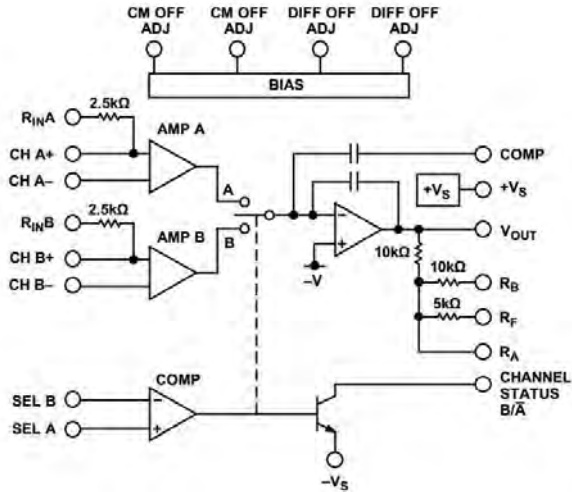 CM OFF ADJ
CM OFF ADJ
DIFF OFF ADJ
DIFF OFF ADJ
BIAS
2.5kΩ
RINA
AMP A
CH A+
CH A–
A
COMP
+VS
+VS
2.5kΩ
RINB
AMP B
B
–
+
VOUT
CH B+
CH B–
–V
10kΩ
10kΩ
RB
5kΩ
RF
RA
COMP
CHANNEL
STATUS
B/A̅
SEL B
–
SEL A
+
–VS